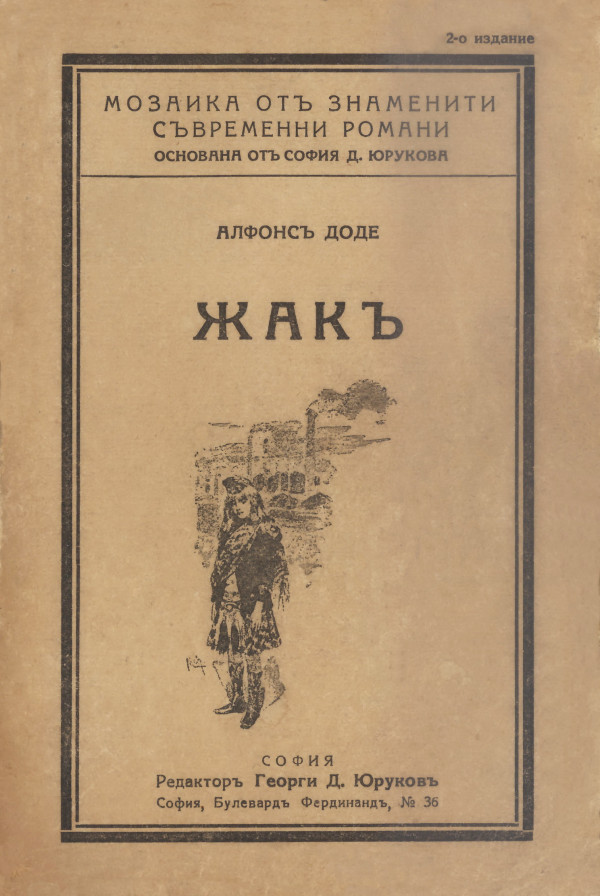 2-о издание
МОЗАИКА ОТЪ ЗНАМЕНИТИ
СЪВРЕМЕННИ РОМАНИ
ОСНОВАНА ОТЪ СОФИЯ Д. ЮРУКОВА
АЛФОНСЪ ДОДЕ
ЖАКЪ
СОФИЯ
Редакторъ Георги Д. Юруковъ
София, Булевардъ Фердинандъ, № 36